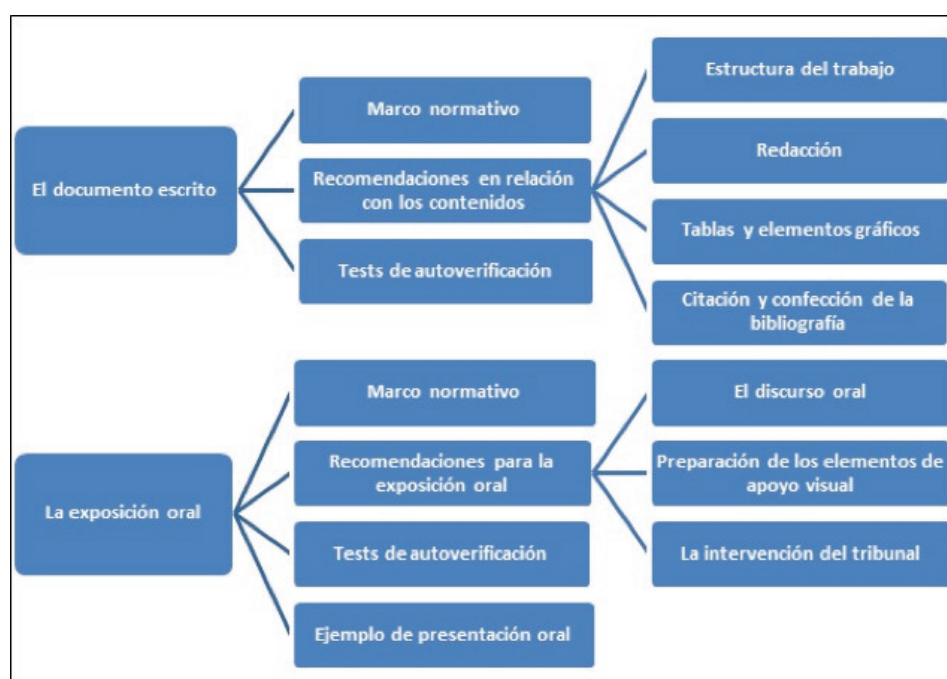 El documento escrito
Marco normativo
Recomendaciones en relación
con los contenidos
Tests de autoverificación
Estructura del trabajo
Redacción
Tablas y elementos gráficos
Citación y confección de la
bibliografía
La exposición oral
Marco normativo
Recomendaciones para la
exposición oral
Tests de autoverificación
Ejemplo de presentación oral
El discurso oral
Preparación de los elementos de
apoyo visual
La intervención del tribunal